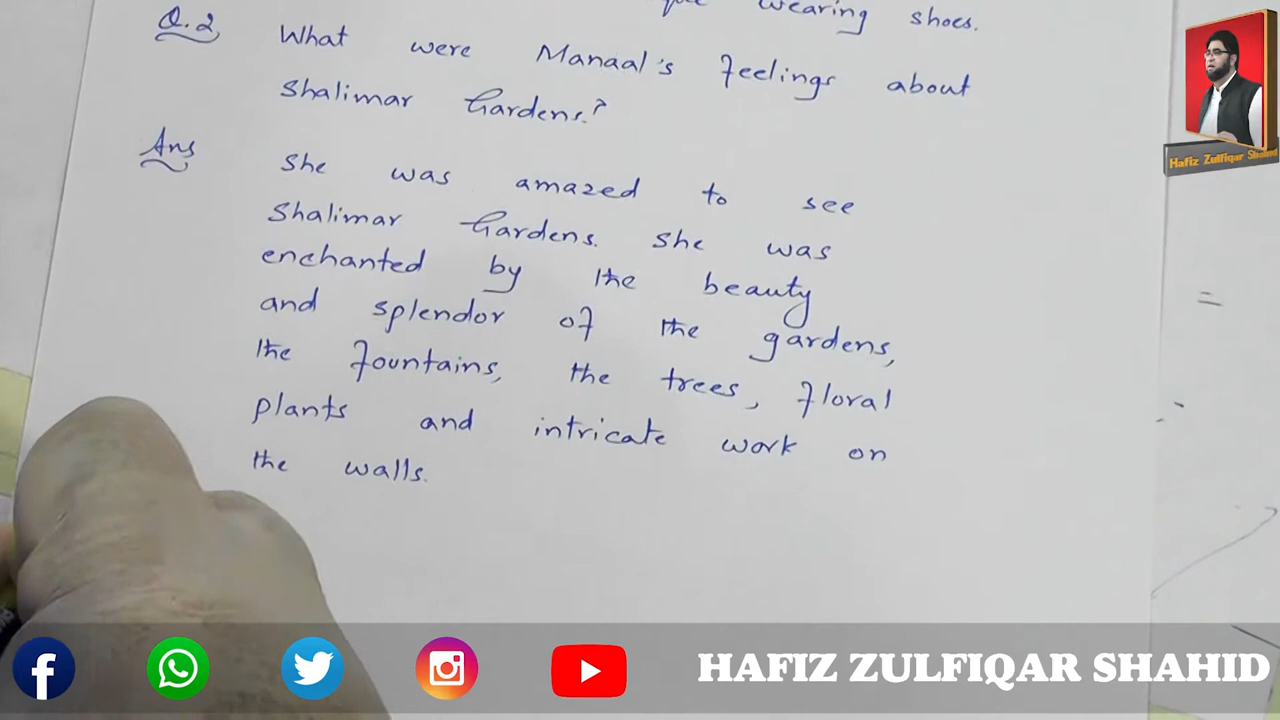 wearing shoes.
Q.2 What were Manaal's feelings about
Shalimar Gardens?
Ans She was amazed to see
Shalimar Gardens. She was
enchanted by the beauty
and splendor of the gardens,
the fountains, the trees, floral
plants and intricate work on
the walls.
Hafiz Zulfiqar Shahid
HAFIZ ZULFIQAR SHAHID